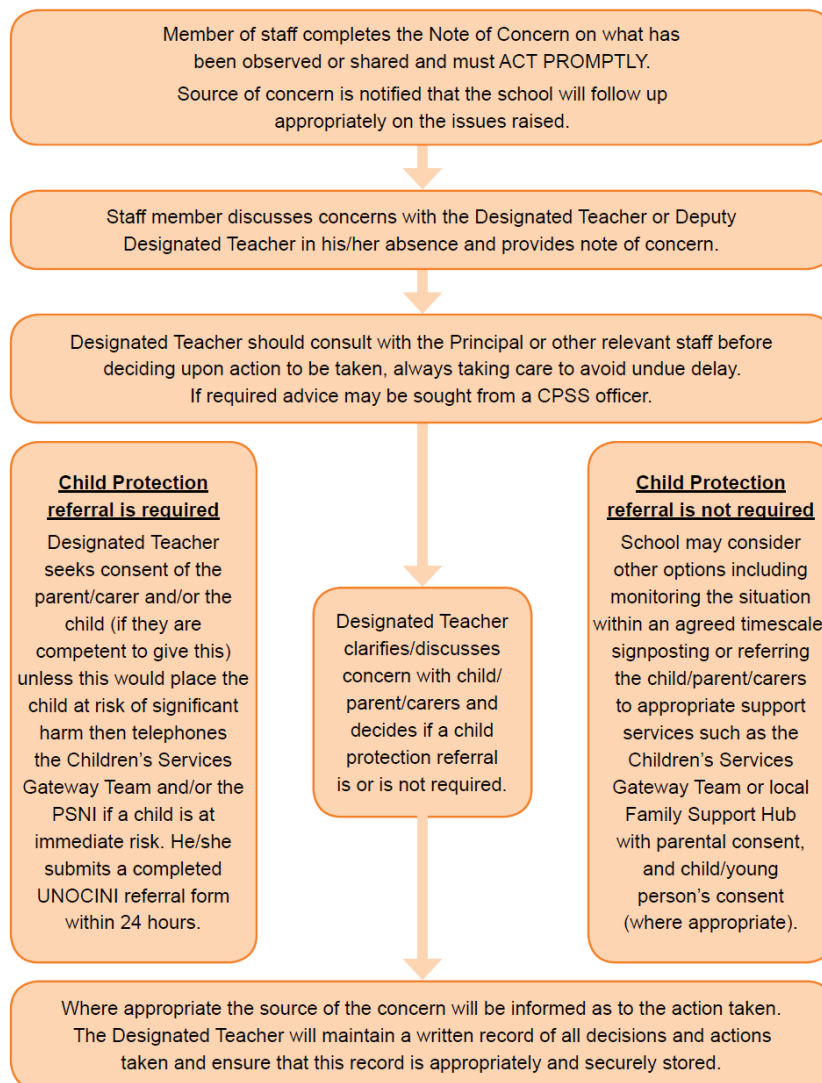 Member of staff completes the Note of Concern on what has
been observed or shared and must ACT PROMPTLY.
Source of concern is notified that the school will follow up
appropriately on the issues raised.
Staff member discusses concerns with the Designated Teacher or Deputy
Designated Teacher in his/her absence and provides note of concern.
Designated Teacher should consult with the Principal or other relevant staff before
deciding upon action to be taken, always taking care to avoid undue delay.
If required advice may be sought from a CPSS officer.
Child Protection
referral is required
Designated Teacher
seeks consent of the
parent/carer and/or the
child (if they are
competent to give this)
unless this would place the
child at risk of significant
harm then telephones
the Children's Services
Gateway Team and/or the
PSNI if a child is at
immediate risk. He/she
submits a completed
UNOCINI referral form
within 24 hours.
Designated Teacher
clarifies/discusses
concern with child/
parent/carers and
decides if a child
protection referral
is or is not required.
Child Protection
referral is not required
School may consider
other options including
monitoring the situation
within an agreed timescale
signposting or referring
the child/parent/carers
to appropriate support
services such as the
Children's Services
Gateway Team or local
Family Support Hub
with parental consent,
and child/young
person's consent
(where appropriate).
Where appropriate the source of the concern will be informed as to the action taken.
The Designated Teacher will maintain a written record of all decisions and actions
taken and ensure that this record is appropriately and securely stored.